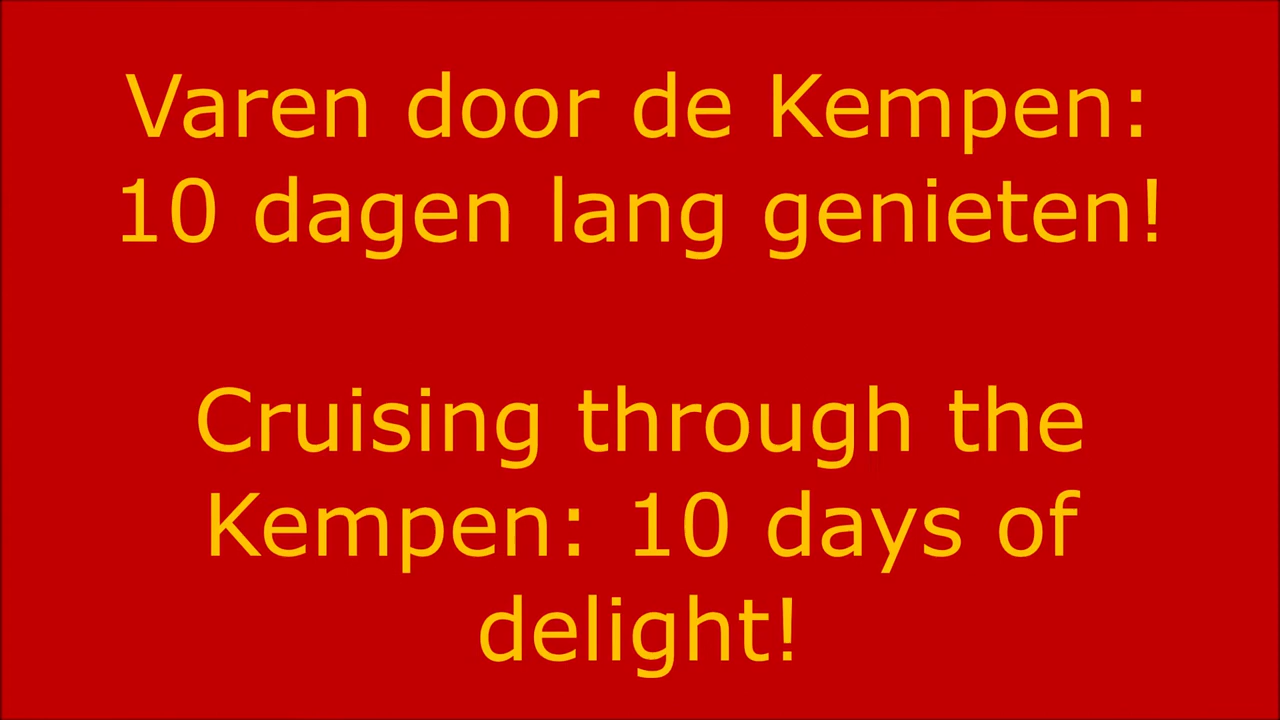 Varen door de Kempen:
10 dagen lang genieten!
Cruising through the
Kempen: 10 days of
delight!